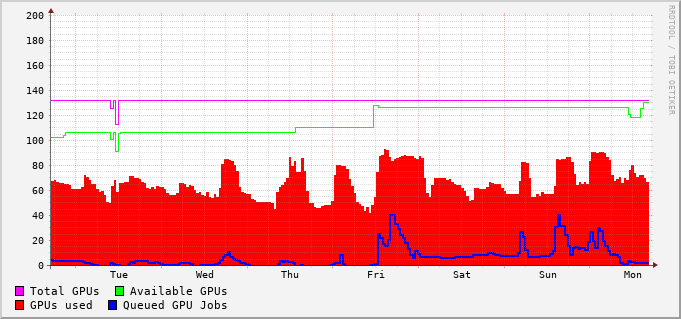 200
180
160
140
120
100
80
60
40
20
0
Tue Wed Thu Fri Sat Sun Mon
Total GPUs Available GPUs
GPUs used Queued GPU Jobs
RRDTOOL / TOBI OETIKER